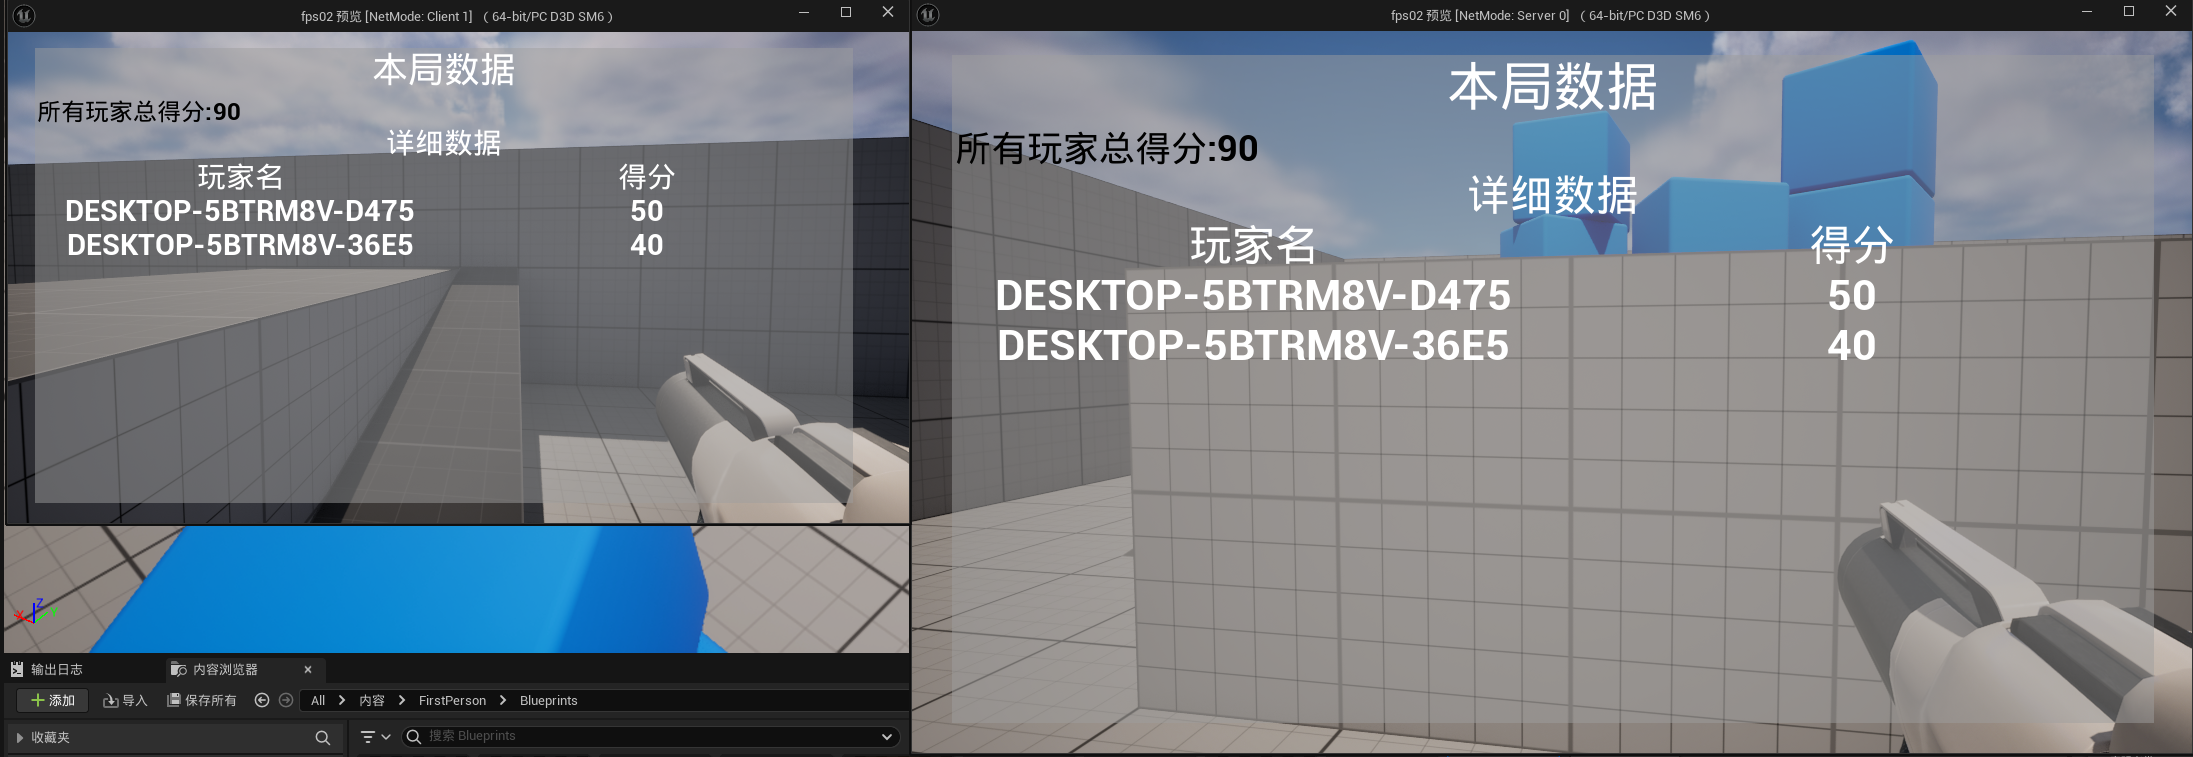 fps02 预览 [NetMode: Client 1] （64-bit/PC D3D SM6）
本局数据
所有玩家总得分:90
详细数据
玩家名 得分
DESKTOP-5BTRM8V-D475 50
DESKTOP-5BTRM8V-36E5 40
X Z Y
输出日志 内容浏览器
添加 导入 保存所有 All 内容 FirstPerson Blueprints
收藏夹 搜索 Blueprints
fps02 预览 [NetMode: Server 0] （64-bit/PC D3D SM6）
本局数据
所有玩家总得分:90
详细数据
玩家名 得分
DESKTOP-5BTRM8V-D475 50
DESKTOP-5BTRM8V-36E5 40